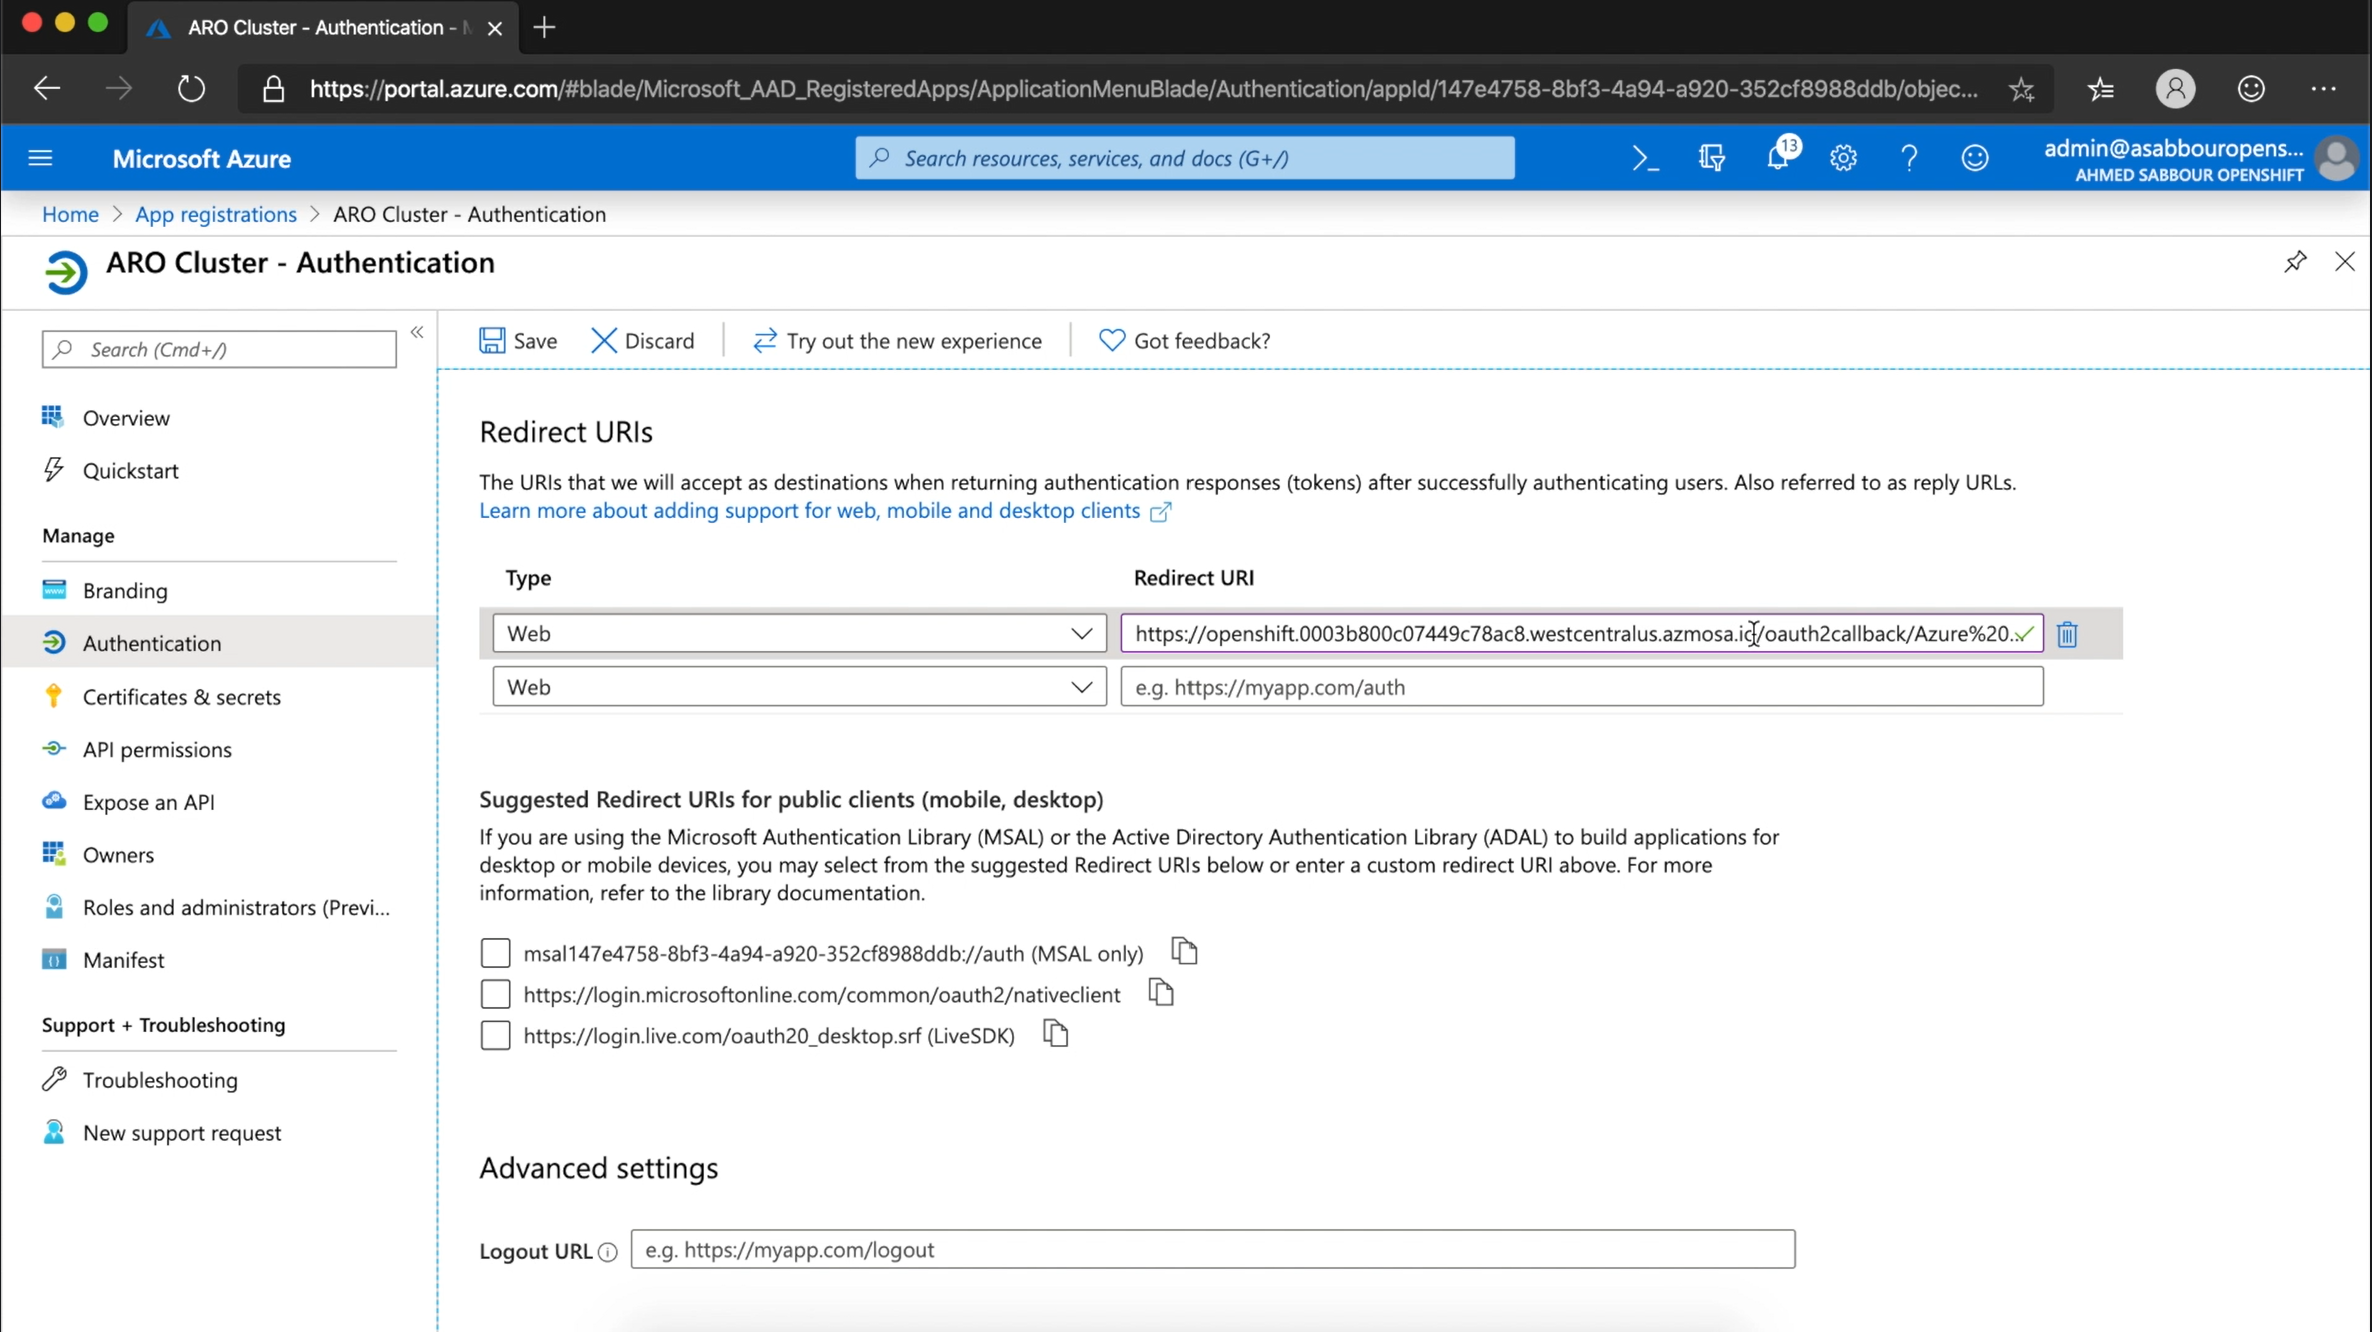 ARO Cluster - Authentication - M
https://portal.azure.com/#blade/Microsoft_AAD_RegisteredApps/ApplicationMenuBlade/Authentication/appId/147e4758-8bf3-4a94-a920-352cf8988ddb/objec...
Microsoft Azure
Search resources, services, and docs (G+/)
13
admin@asabbouropens...
AHMED SABBOUR OPENSHIFT
Home > App registrations > ARO Cluster - Authentication
ARO Cluster - Authentication
Search (Cmd+/)
Save Discard Try out the new experience Got feedback?
Overview
Quickstart
Manage
Branding
Authentication
Certificates & secrets
API permissions
Expose an API
Owners
Roles and administrators (Previ...
Manifest
Support + Troubleshooting
Troubleshooting
New support request
Redirect URIs
The URIs that we will accept as destinations when returning authentication responses (tokens) after successfully authenticating users. Also referred to as reply URLs.
Learn more about adding support for web, mobile and desktop clients
Type Redirect URI
Web https://openshift.0003b800c07449c78ac8.westcentralus.azmosa.io/oauth2callback/Azure%20...
Web e.g. https://myapp.com/auth
Suggested Redirect URIs for public clients (mobile, desktop)
If you are using the Microsoft Authentication Library (MSAL) or the Active Directory Authentication Library (ADAL) to build applications for
desktop or mobile devices, you may select from the suggested Redirect URIs below or enter a custom redirect URI above. For more
information, refer to the library documentation.
msal147e4758-8bf3-4a94-a920-352cf8988ddb://auth (MSAL only)
https://login.microsoftonline.com/common/oauth2/nativeclient
https://login.live.com/oauth20_desktop.srf (LiveSDK)
Advanced settings
Logout URL e.g. https://myapp.com/logout